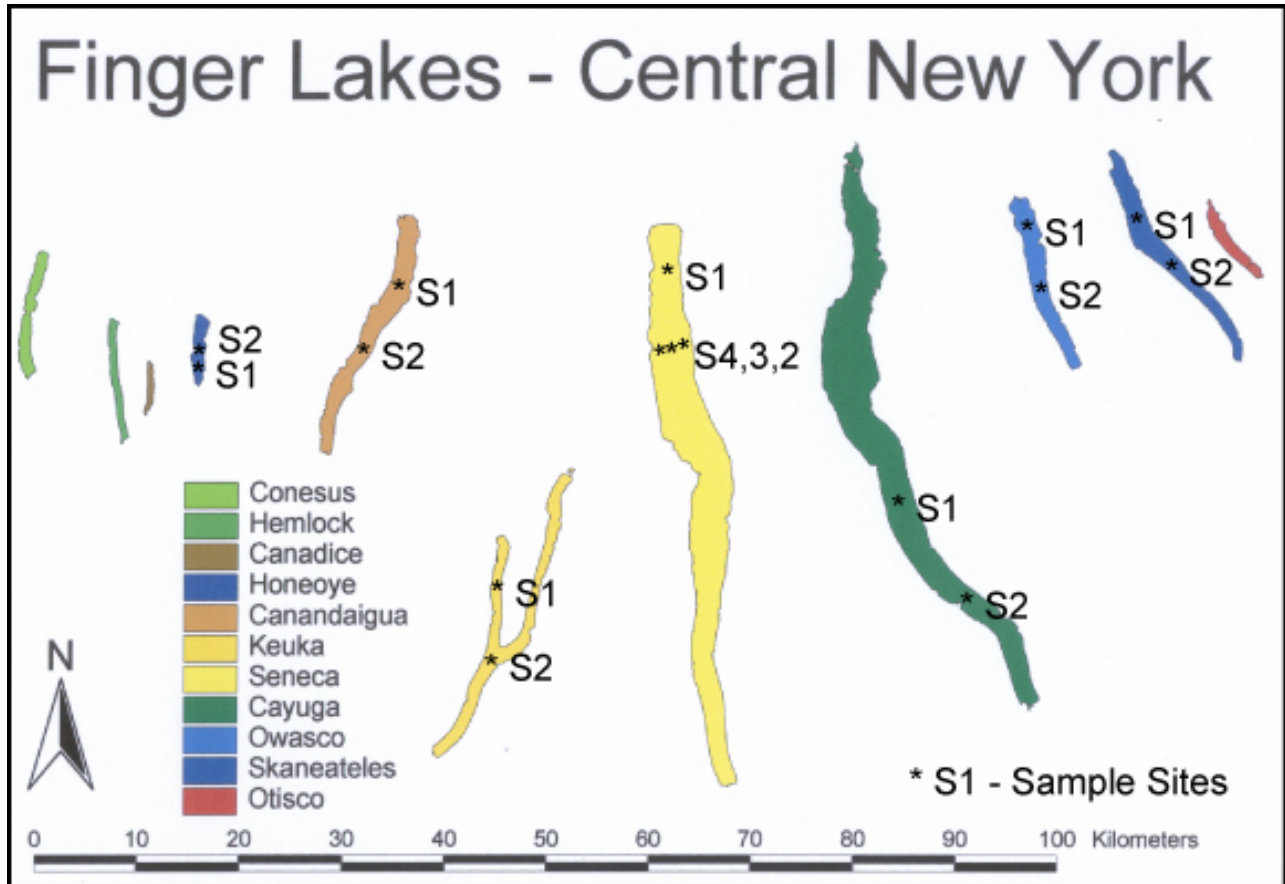 Finger Lakes - Central New York
* S1
* S2
* S1
* S2
* S1
* S1
* S2
* S2
* S1
* S1
* S2
*** S4,3,2
* S1
* S2
* S1
* S2
Conesus
Hemlock
Canadice
Honeoye
Canandaigua
Keuka
Seneca
Cayuga
Owasco
Skaneateles
Otisco
N
* S1 - Sample Sites
0 10 20 30 40 50 60 70 80 90 100 Kilometers